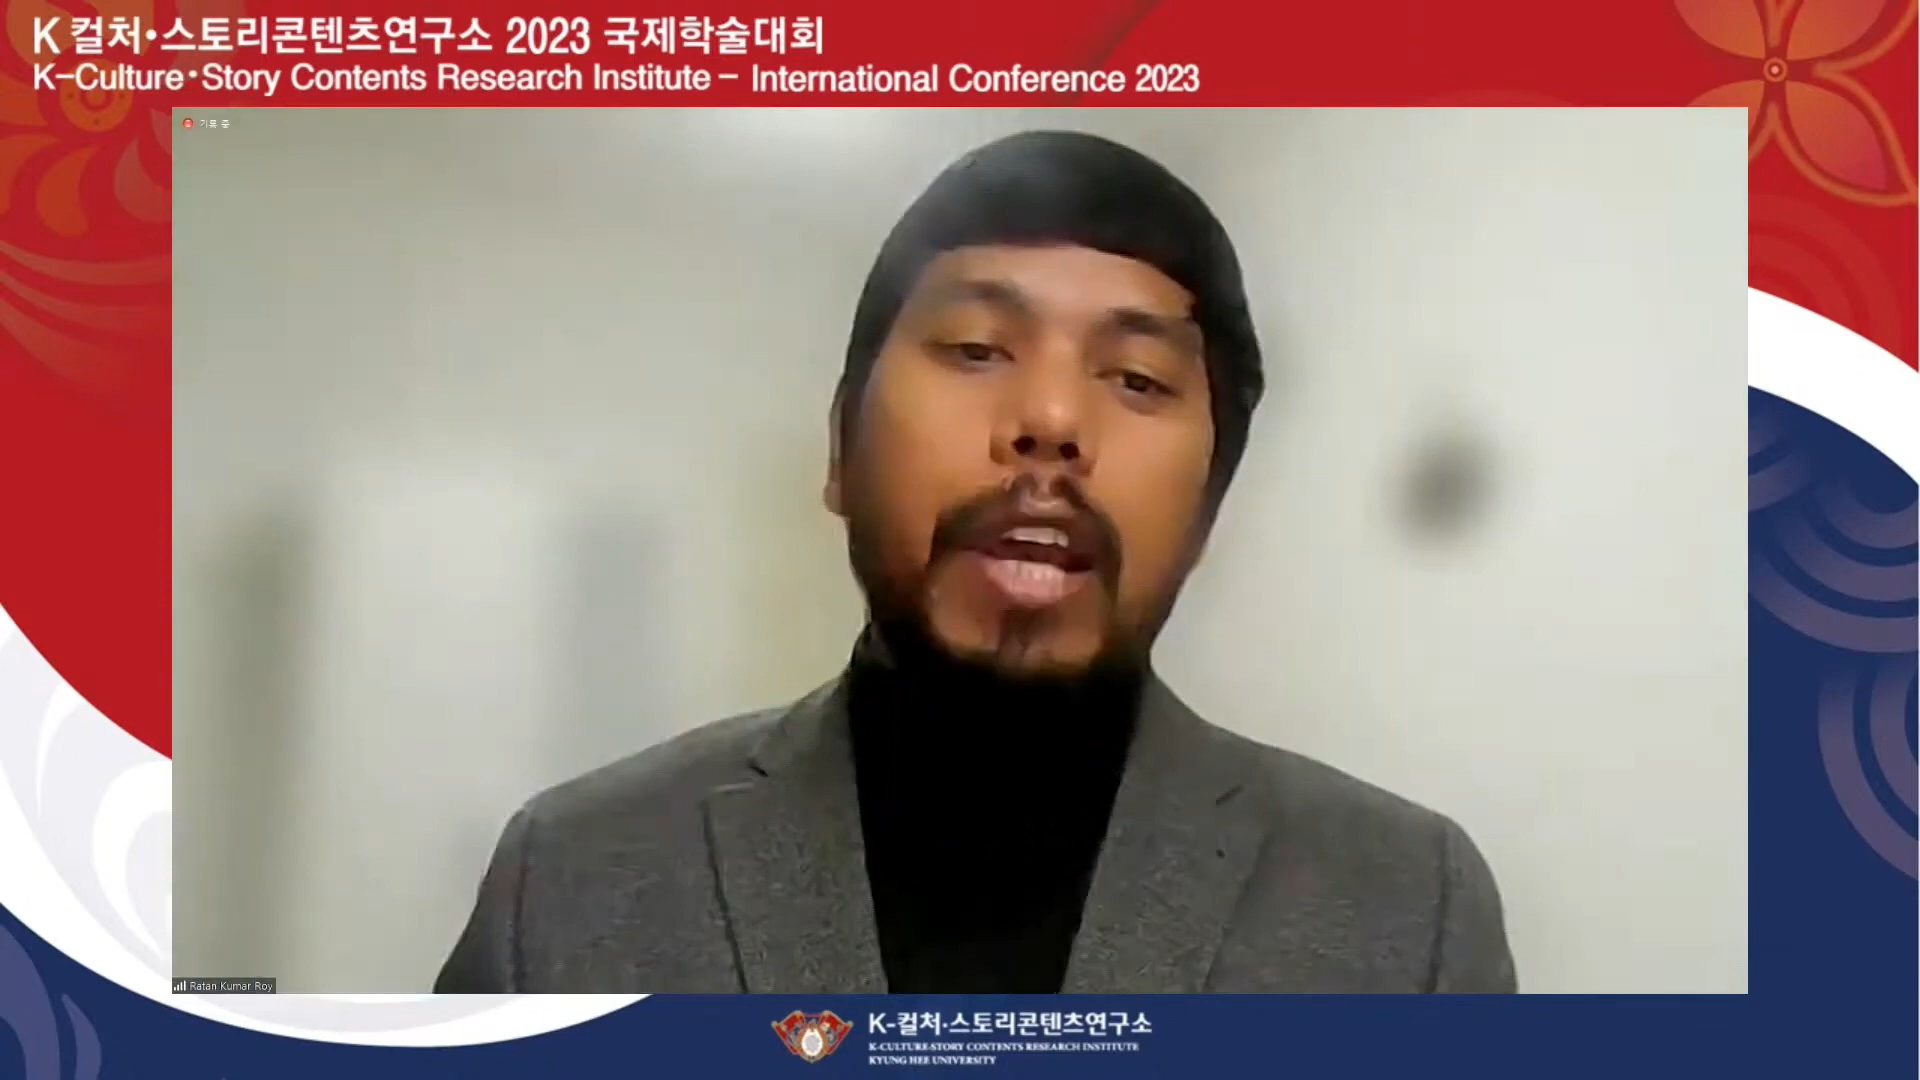 K 컬처•스토리콘텐츠연구소 2023 국제학술대회
K-Culture•Story Contents Research Institute - International Conference 2023
기록 중
Ratan Kumar Roy
K-컬처·스토리콘텐츠연구소
K-CULTURE·STORY CONTENTS RESEARCH INSTITUTE
KYUNG HEE UNIVERSITY